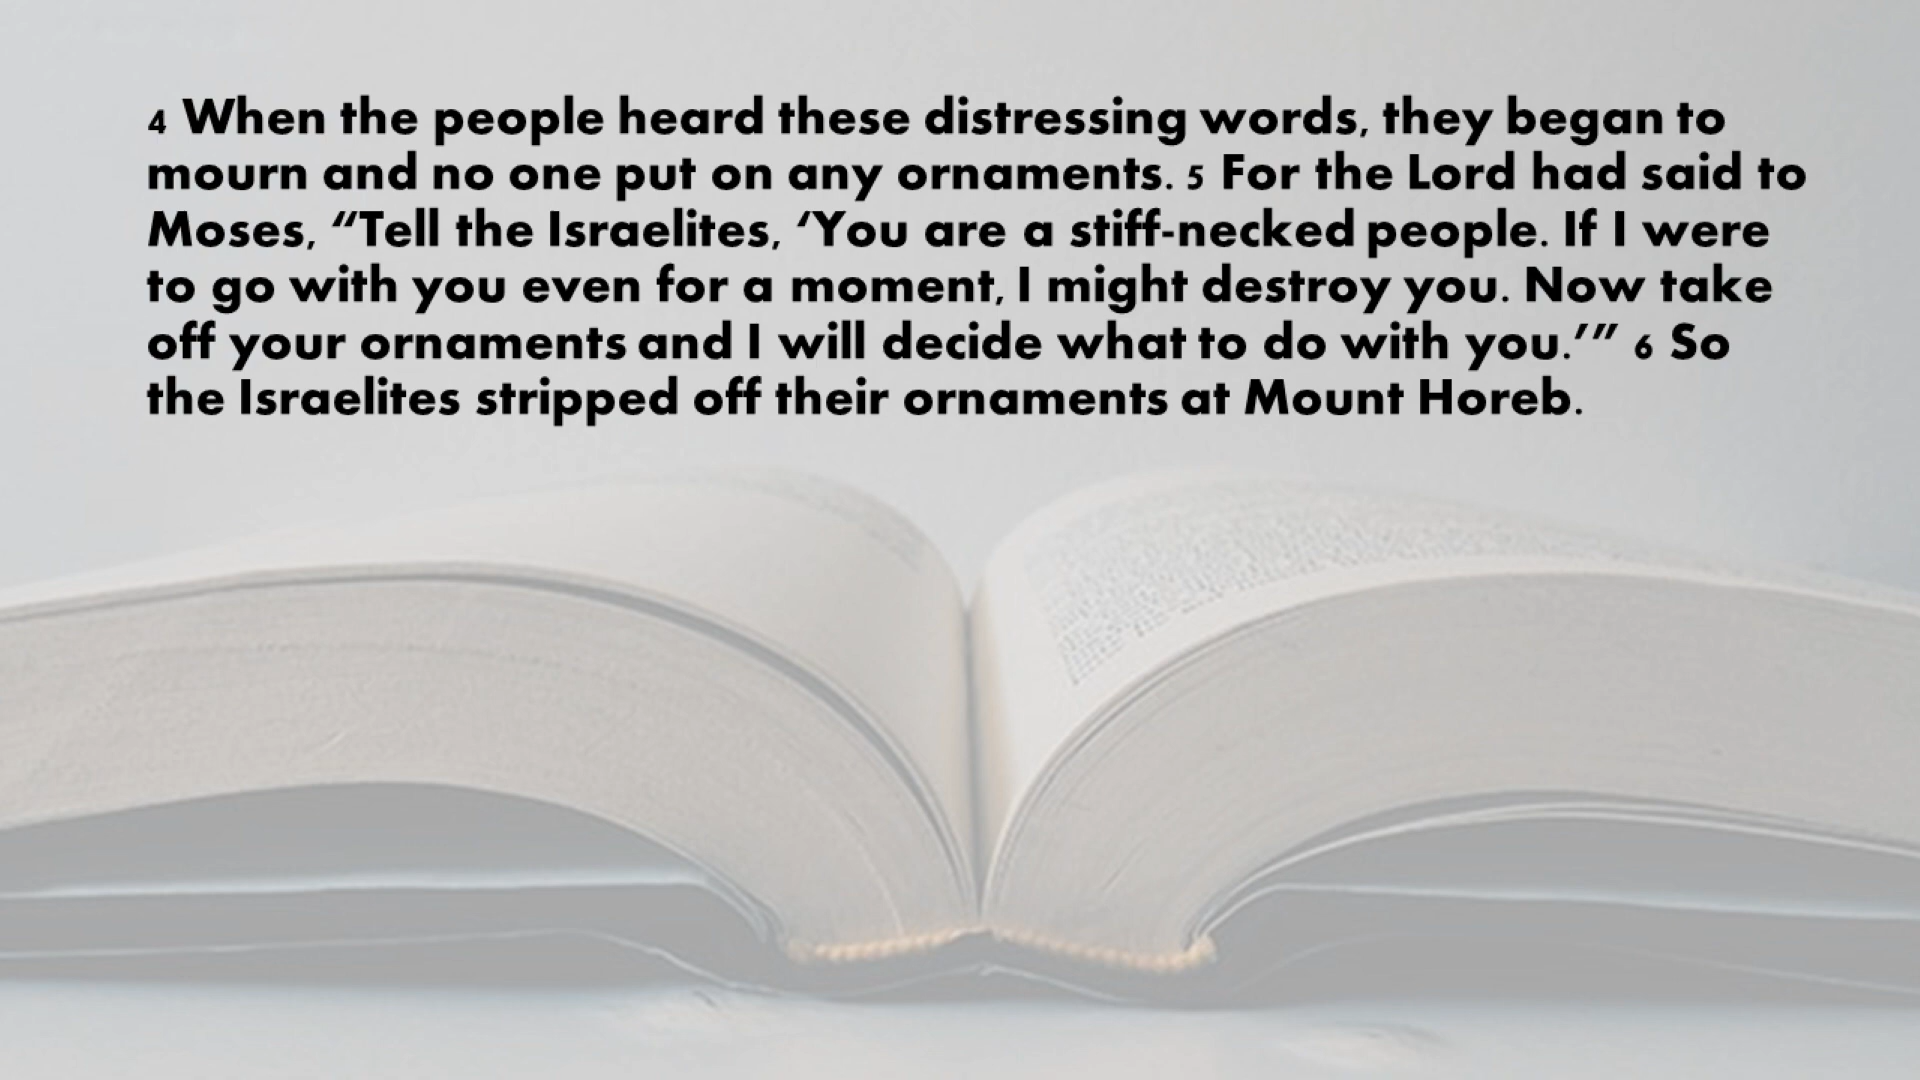 4 When the people heard these distressing words, they began to
mourn and no one put on any ornaments. 5 For the Lord had said to
Moses, “Tell the Israelites, ‘You are a stiff-necked people. If I were
to go with you even for a moment, I might destroy you. Now take
off your ornaments and I will decide what to do with you.’” 6 So
the Israelites stripped off their ornaments at Mount Horeb.